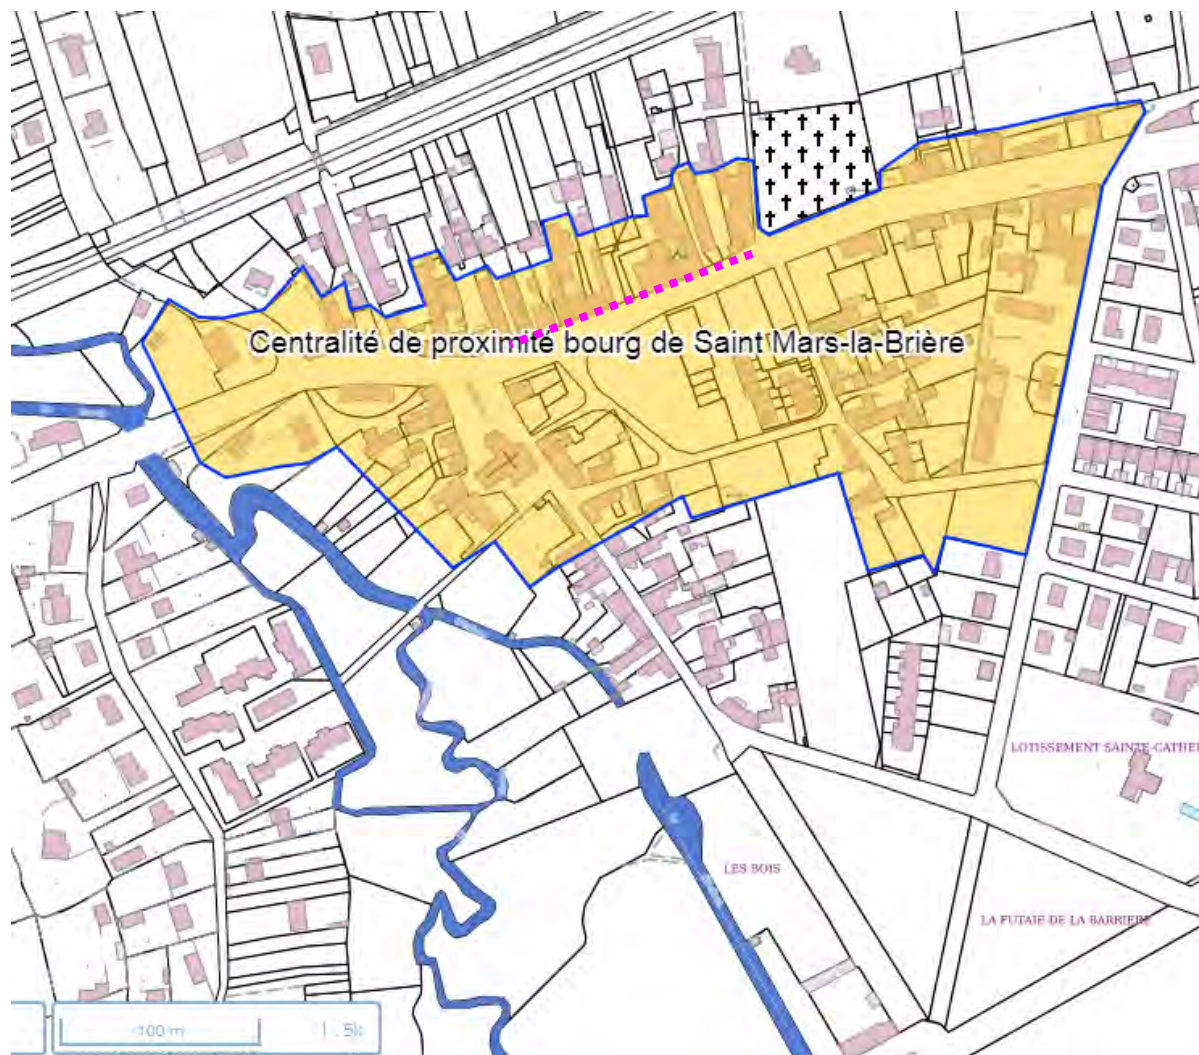 Centralité de proximité bourg de Saint Mars-la-Brière
LOTISSEMENT SAINTE-CATHE
LES BOIS
LA FUTAIE DE LA BARRIERE
100 m